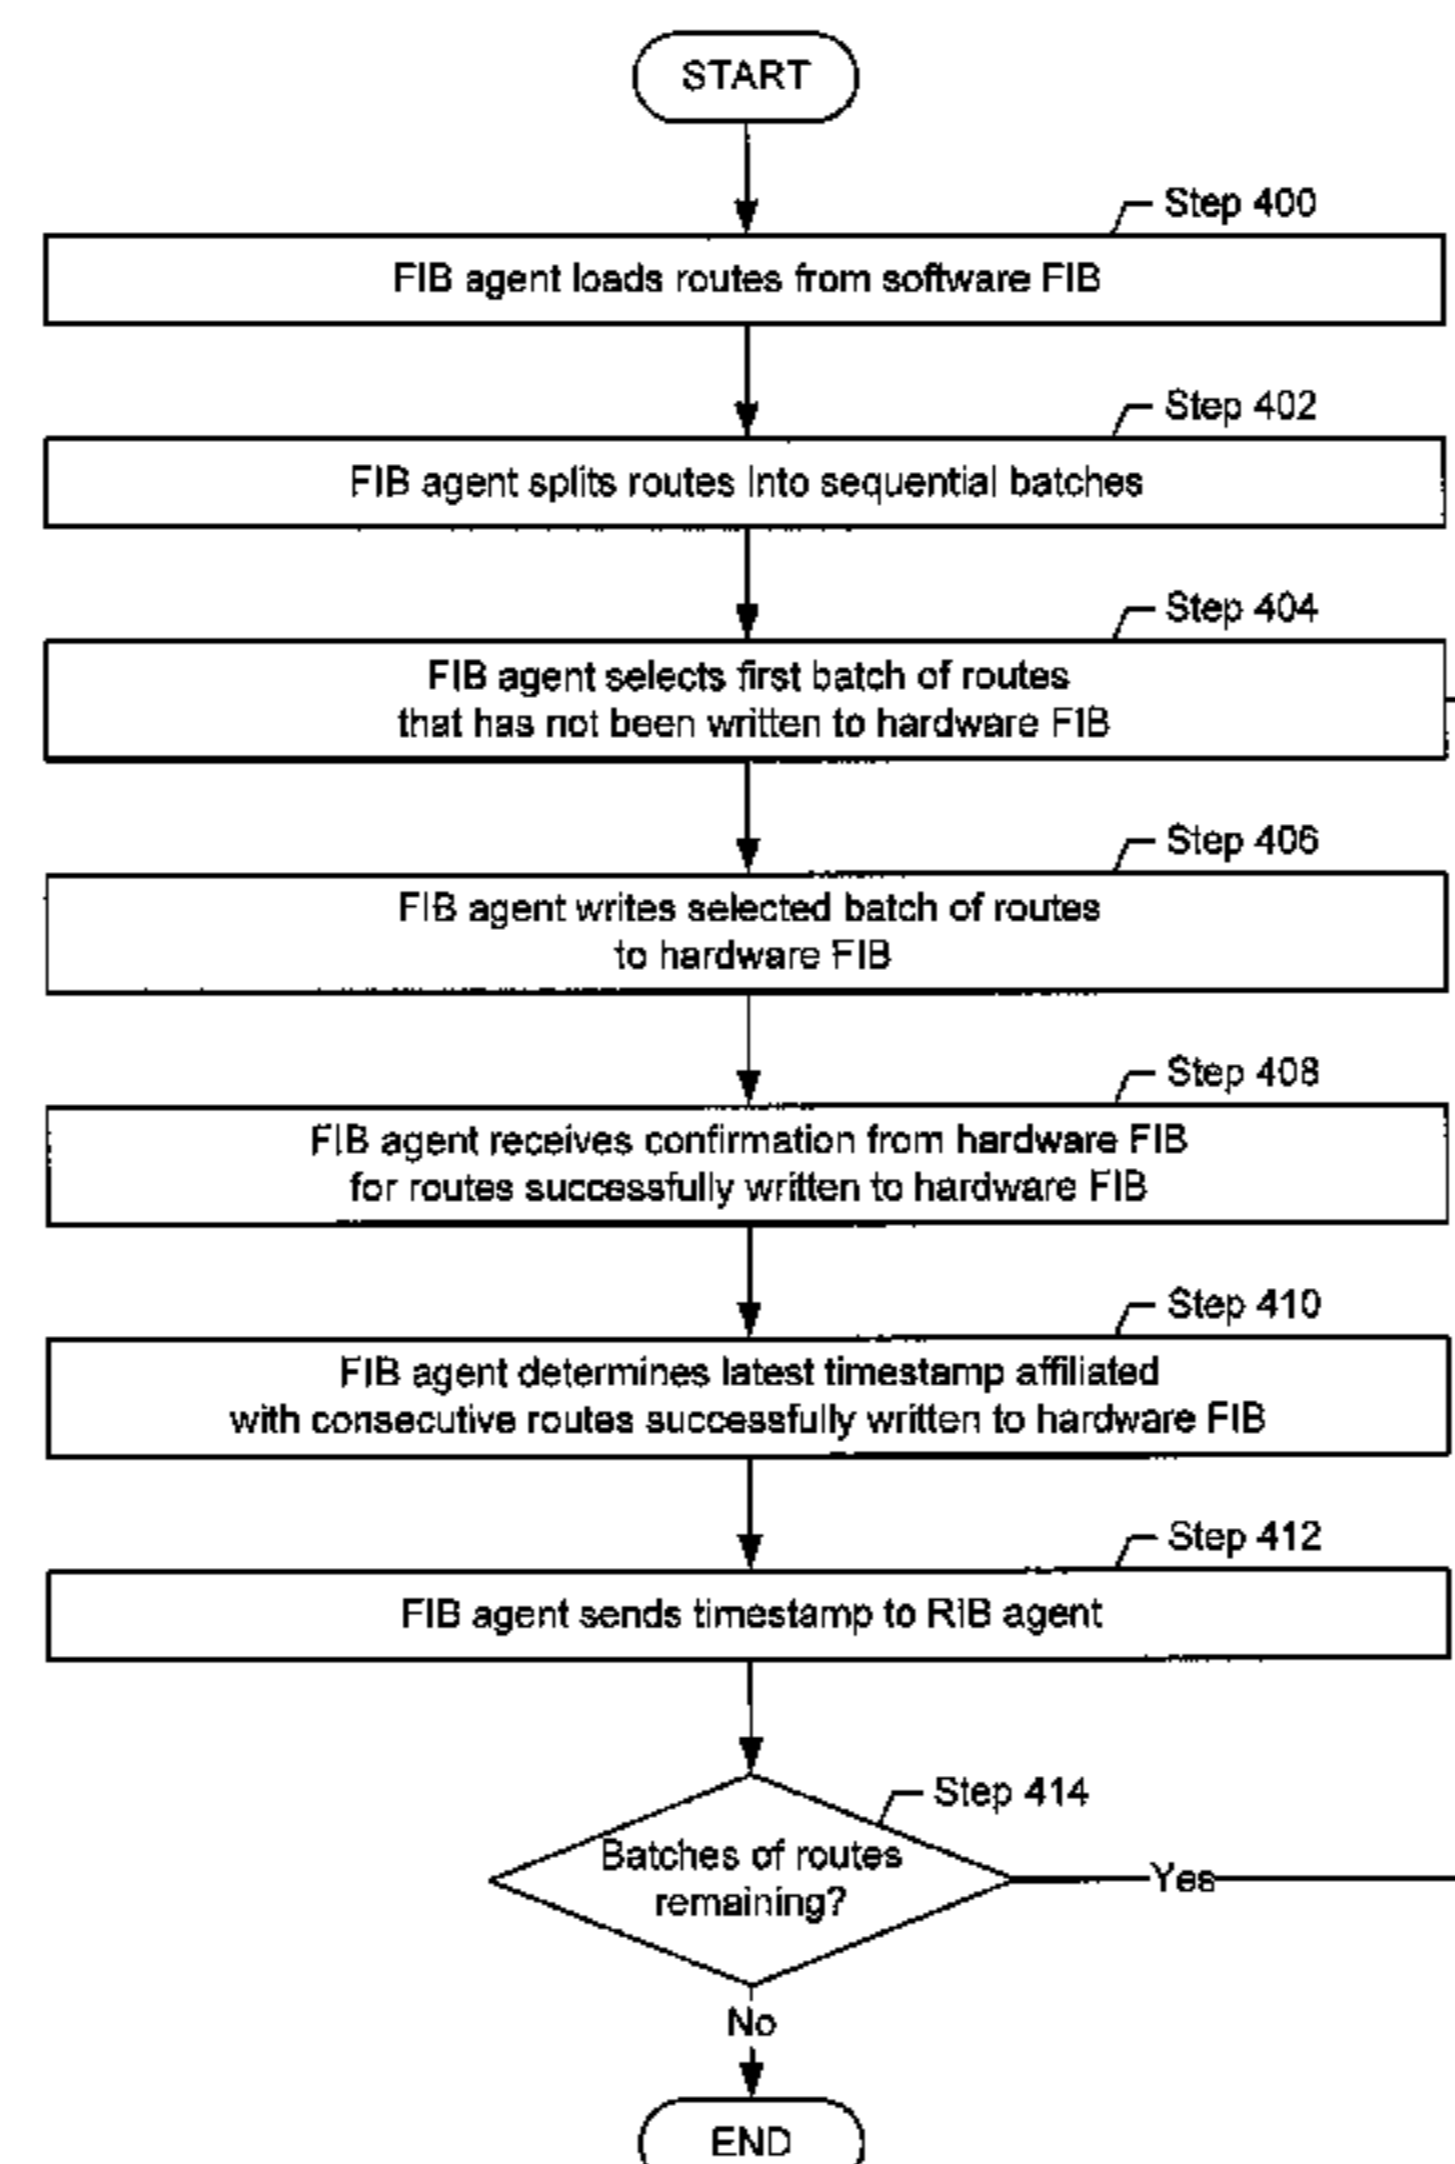 START
Step 400
FIB agent loads routes from software FIB
Step 402
FIB agent splits routes into sequential batches
Step 404
FIB agent selects first batch of routes
that has not been written to hardware FIB
Step 406
FIB agent writes selected batch of routes
to hardware FIB
Step 408
FIB agent receives confirmation from hardware FIB
for routes successfully written to hardware FIB
Step 410
FIB agent determines latest timestamp affiliated
with consecutive routes successfully written to hardware FIB
Step 412
FIB agent sends timestamp to RIB agent
Step 414
Batches of routes
remaining?
Yes
No
END